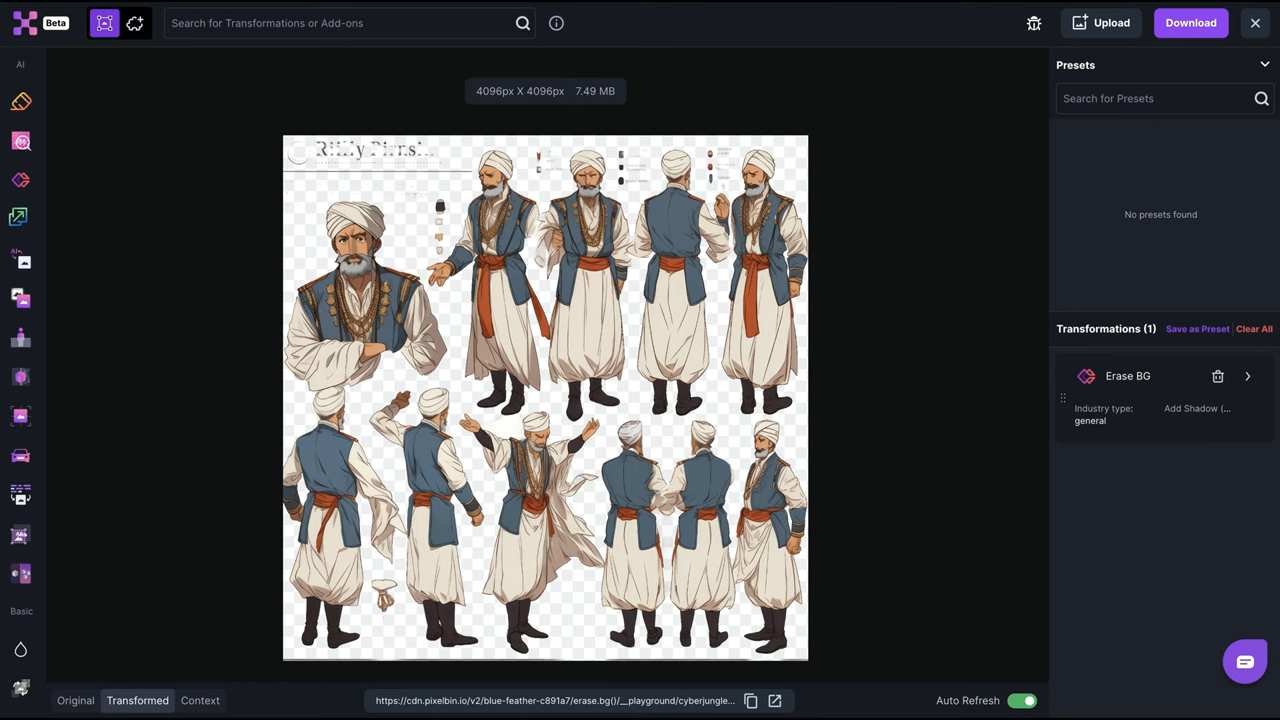 Beta
Search for Transformations or Add-ons
Upload
Download
AI
Presets
4096px X 4096px 7.49 MB
Search for Presets
No presets found
Transformations (1) Save as Preset Clear All
Erase BG
Industry type: general
Add Shadow (...
Basic
Original Transformed Context
https://cdn.pixelbin.io/v2/blue-feather-c891a7/erase.bg()/__playground/cyberjungle...
Auto Refresh